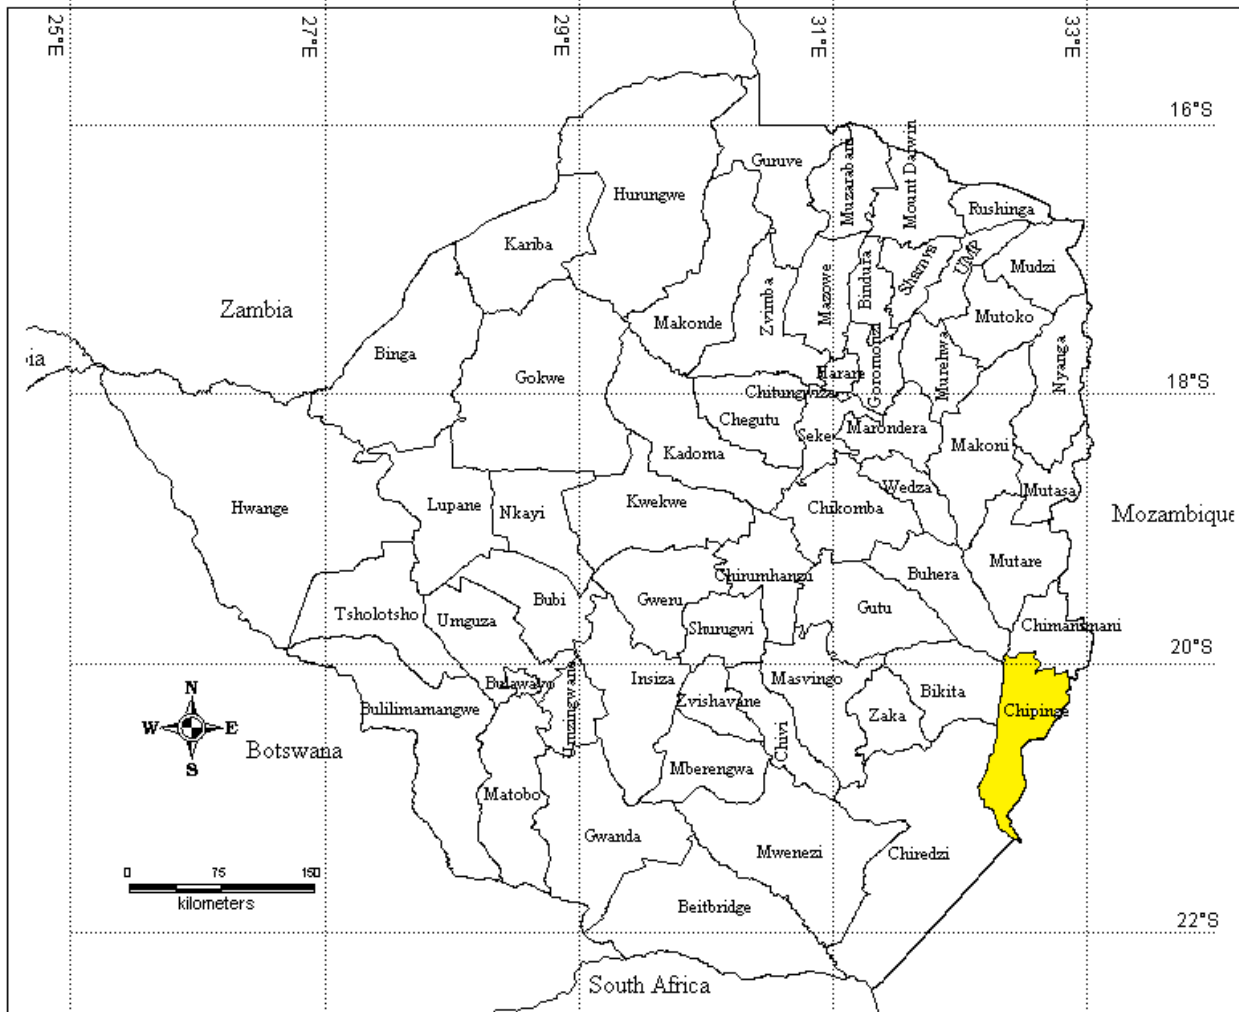 25°E
27°E
29°E
31°E
33°E
16°S
Guruve
Muzarabani
Mount Darwin
Hurungwe
Rushinga
Kariba
Shamva
UMP
Mudzi
Bindura
Mazowe
Zvimba
Zambia
Makonde
Mutoko
Binga
Gokwe
Harare
Goromonzi
Murehwa
Nyanga
ia
18°S
Chitungwiza
Chegutu
Seke
Marondera
Makoni
Kadoma
Wedza
Mutasa
Hwange
Lupane
Nkayi
Kwekwe
Chikomba
Mozambique
Mutare
Chirumhanzi
Buhera
Tsholotsho
Umguza
Bubi
Gweru
Gutu
Shurugwi
Chimanimani
20°S
Bulawayo
Umzingwane
Insiza
Masvingo
Bikita
N
W
E
S
Bulilimamangwe
Zvishavane
Chivi
Zaka
Chipinge
Botswana
Mberengwa
Matobo
Gwanda
Mwenezi
Chiredzi
0 75 150
kilometers
Beitbridge
22°S
South Africa